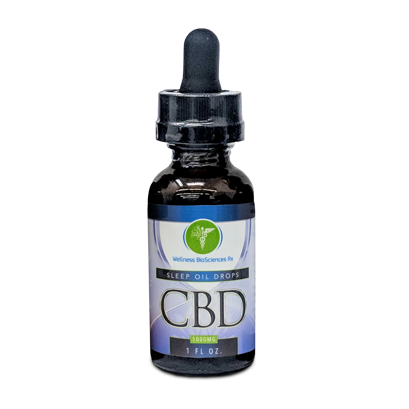 Wellness BioSciences Rx
SLEEP OIL DROPS
CBD
1000MG
1 FL OZ.